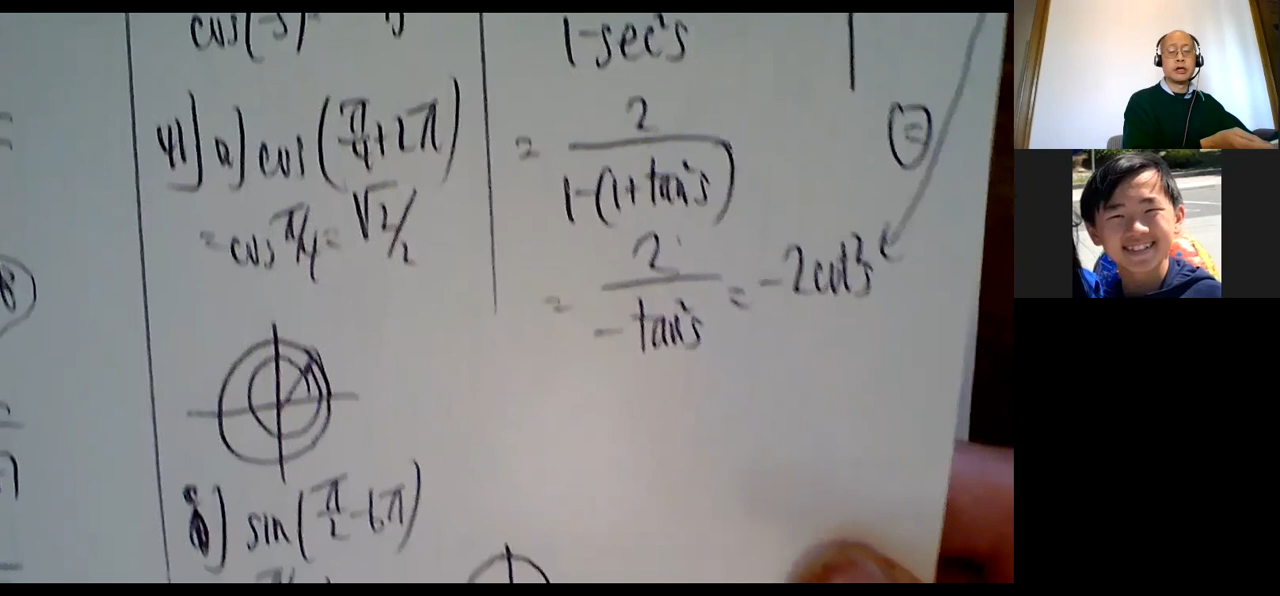 1-sec²s
41) a) cos(π/4+2π)
= cos π/4 = √2/2
= 2/(1-(1+tan²s))
= 2/(-tan²s) = -2cot²s
b) sin(π/2-6π)